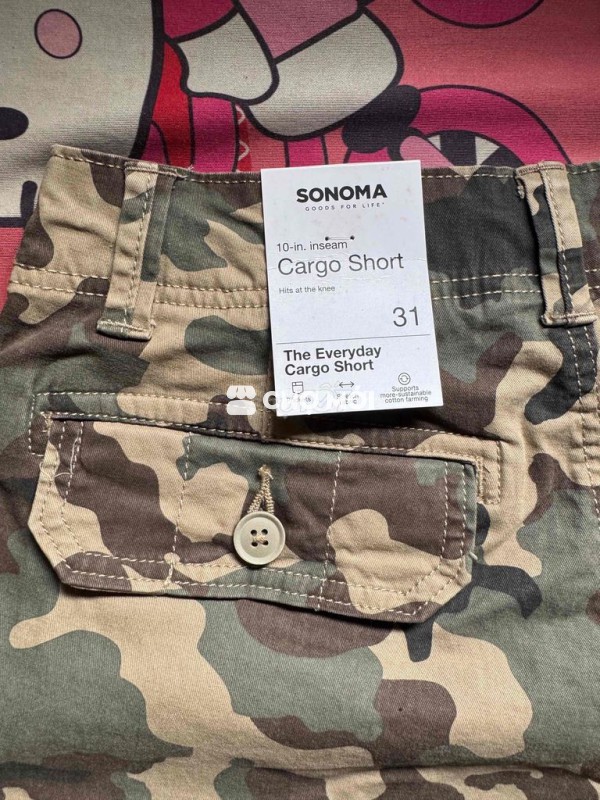 SONOMA
GOODS FOR LIFE
10-in. inseam
Cargo Short
Hits at the knee
31
The Everyday
Cargo Short
Supports
more-sustainable
cotton farming